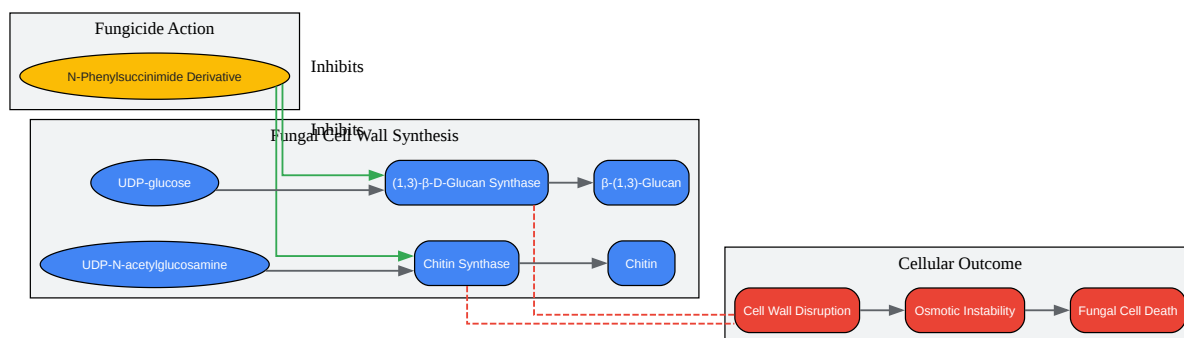 Fungicide Action
N-Phenylsuccinimide Derivative
Inhibits
Inhibits
Fungal Cell Wall Synthesis
UDP-glucose
(1,3)-β-D-Glucan Synthase
β-(1,3)-Glucan
UDP-N-acetylglucosamine
Chitin Synthase
Chitin
Cellular Outcome
Cell Wall Disruption
Osmotic Instability
Fungal Cell Death